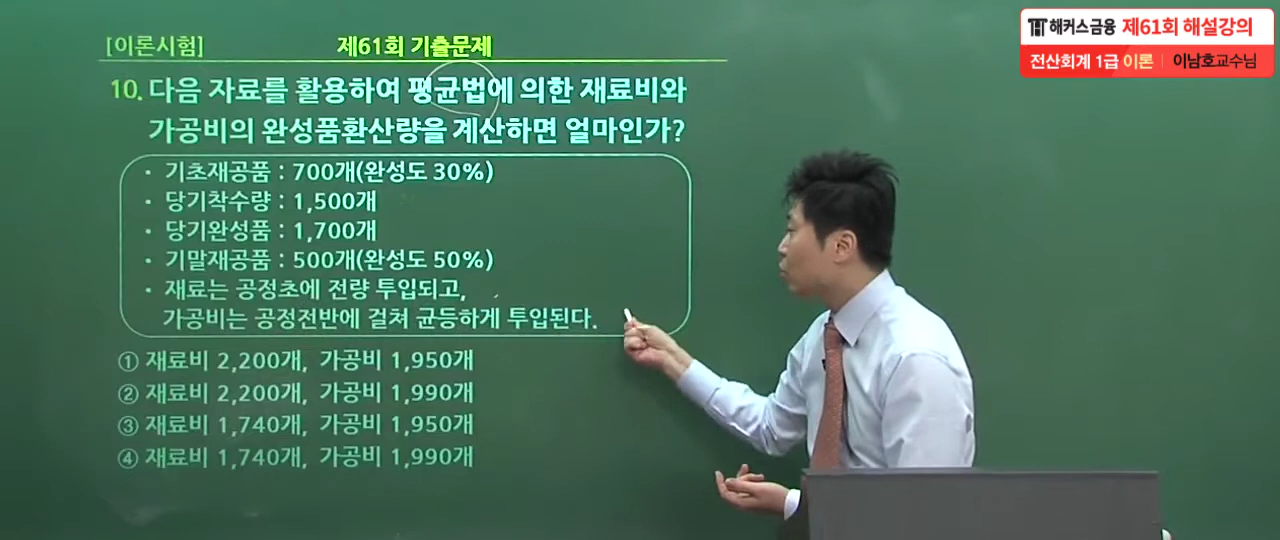 [이론시험] 제61회 기출문제
해커스금융 제61회 해설강의
전산회계 1급 이론 | 이남호교수님
10. 다음 자료를 활용하여 평균법에 의한 재료비와
가공비의 완성품환산량을 계산하면 얼마인가?
• 기초재공품 : 700개(완성도 30%)
• 당기착수량 : 1,500개
• 당기완성품 : 1,700개
• 기말재공품 : 500개(완성도 50%)
• 재료는 공정초에 전량 투입되고,
가공비는 공정전반에 걸쳐 균등하게 투입된다.
① 재료비 2,200개, 가공비 1,950개
② 재료비 2,200개, 가공비 1,990개
③ 재료비 1,740개, 가공비 1,950개
④ 재료비 1,740개, 가공비 1,990개